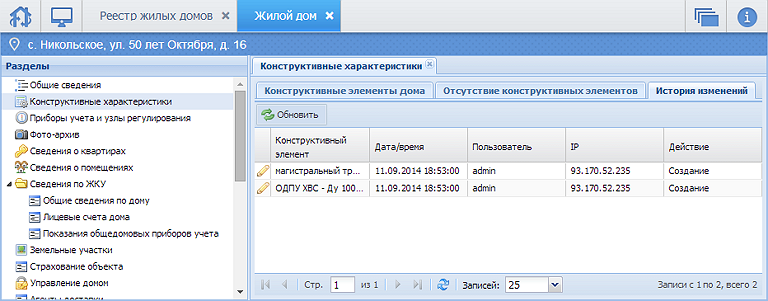 Реестр жилых домов
Жилой дом
с. Никольское, ул. 50 лет Октября, д. 16
Разделы
Общие сведения
Конструктивные характеристики
Приборы учета и узлы регулирования
Фото-архив
Сведения о квартирах
Сведения о помещениях
Сведения по ЖКУ
Общие сведения по дому
Лицевые счета дома
Показания общедомовых приборов учета
Земельные участки
Страхование объекта
Управление домом
Агенты доставки
Конструктивные характеристики
Конструктивные элементы дома
Отсутствие конструктивных элементов
История изменений
Обновить
Конструктивный элемент Дата/время Пользователь IP Действие
магистральный тр... 11.09.2014 18:53:00 admin 93.170.52.235 Создание
ОДПУ ХВС - Ду 100... 11.09.2014 18:53:00 admin 93.170.52.235 Создание
Стр. 1 из 1 Записей: 25 Записи с 1 по 2, всего 2